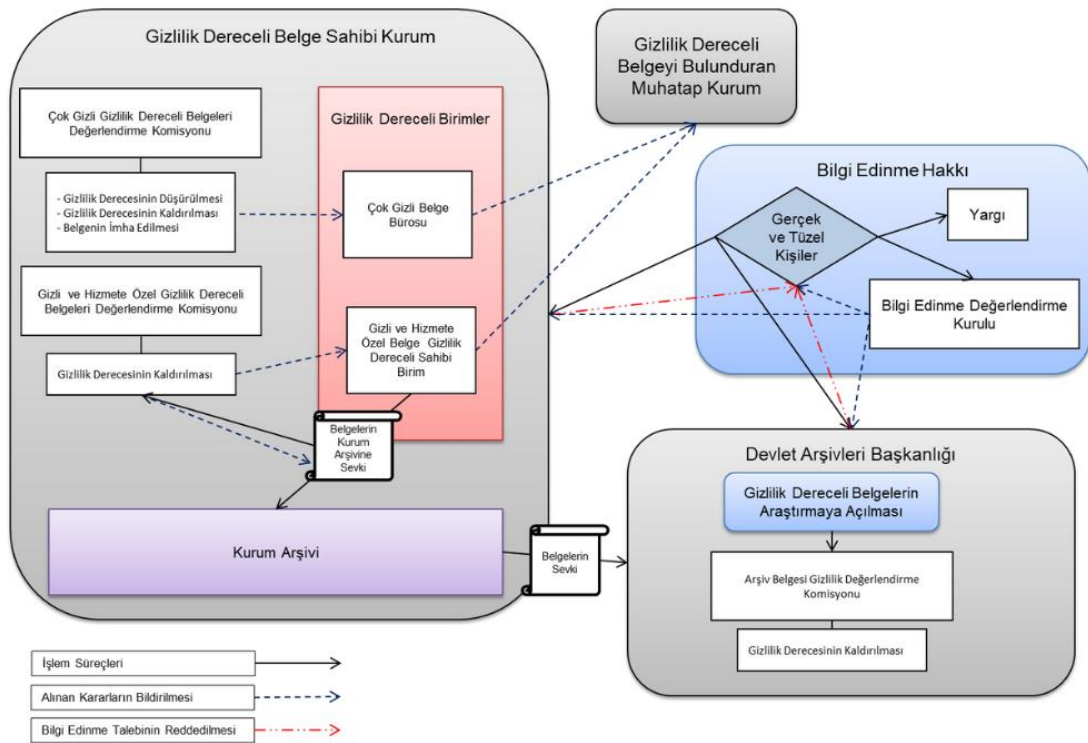 Gizlilik Dereceli Belge Sahibi Kurum
Çok Gizli Gizlilik Dereceli Belgeleri
Değerlendirme Komisyonu
- Gizlilik Derecesinin Düşürülmesi
- Gizlilik Derecesinin Kaldırılması
- Belgenin İmha Edilmesi
Gizli ve Hizmete Özel Gizlilik Dereceli
Belgeleri Değerlendirme Komisyonu
Gizlilik Derecesinin Kaldırılması
Gizlilik Dereceli Birimler
Çok Gizli Belge
Bürosu
Gizli ve Hizmete
Özel Belge Gizlilik
Dereceli Sahibi
Birim
Belgelerin
Kurum
Arşivine
Sevki
Kurum Arşivi
Belgelerin
Sevki
Gizlilik Dereceli
Belgeyi Bulunduran
Muhatap Kurum
Bilgi Edinme Hakkı
Gerçek
ve Tüzel
Kişiler
Yargı
Bilgi Edinme Değerlendirme
Kurulu
Devlet Arşivleri Başkanlığı
Gizlilik Dereceli Belgelerin
Araştırmaya Açılması
Arşiv Belgesi Gizlilik Değerlendirme
Komisyonu
Gizlilik Derecesinin Kaldırılması
İşlem Süreçleri
Alınan Kararların Bildirilmesi
Bilgi Edinme Talebinin Reddedilmesi